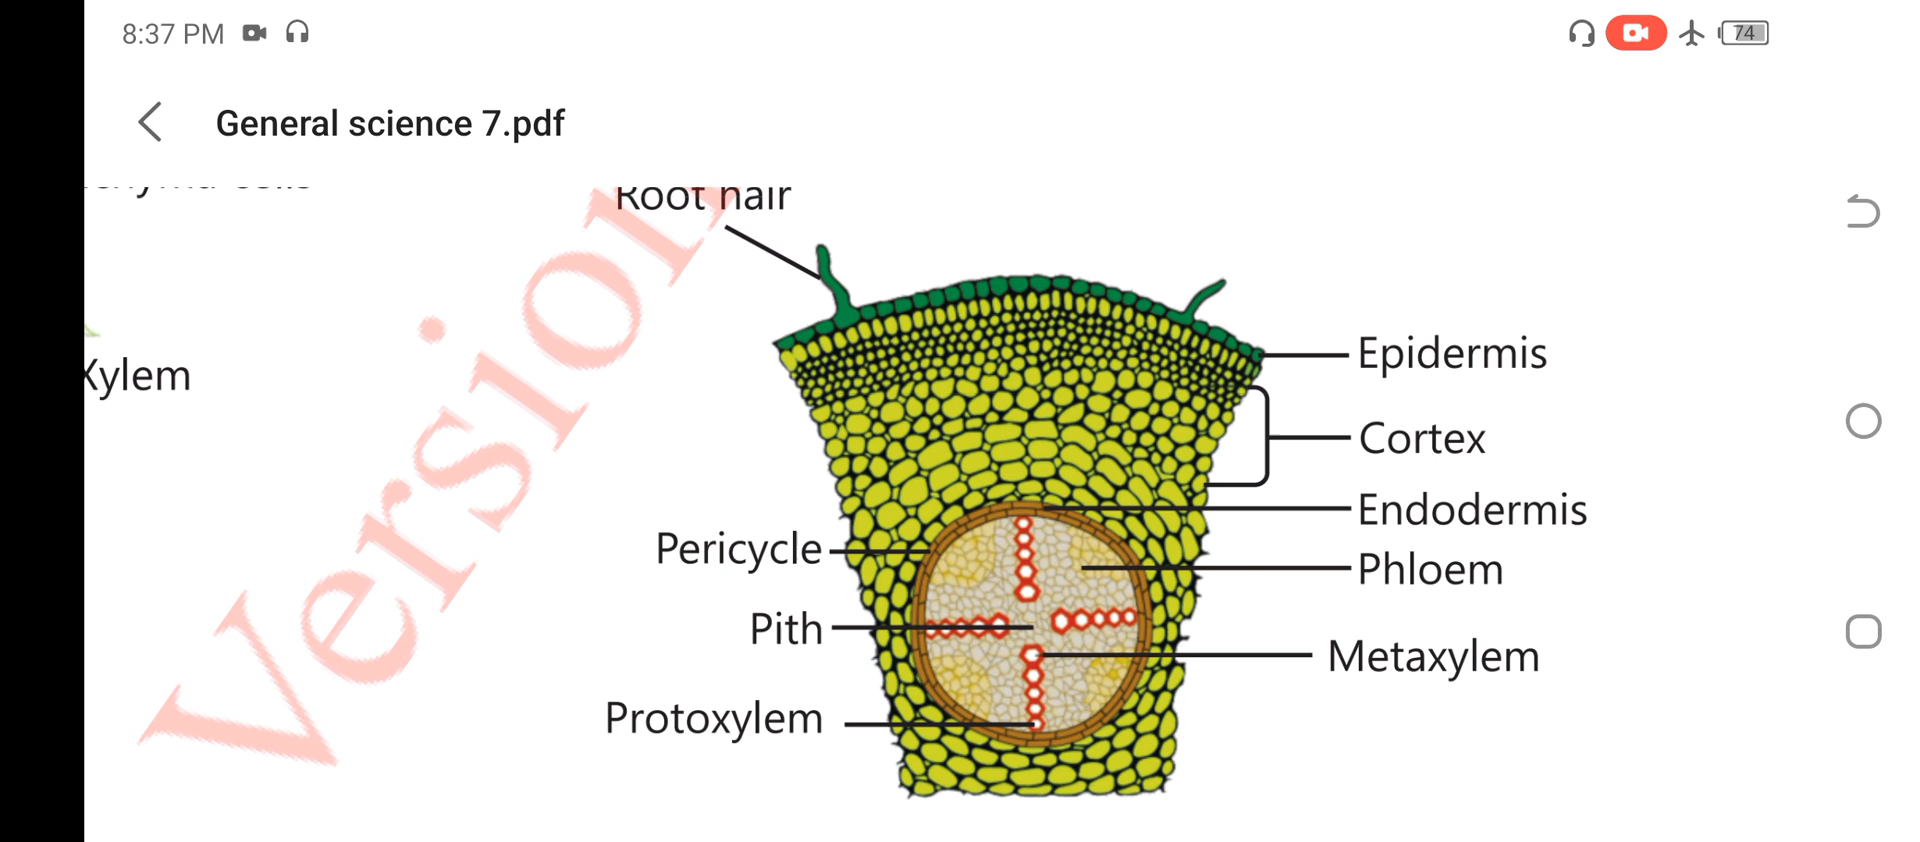 8:37 PM
74
General science 7.pdf
Root hair
Xylem
Version
Epidermis
Cortex
Endodermis
Pericycle
Phloem
Pith
Metaxylem
Protoxylem